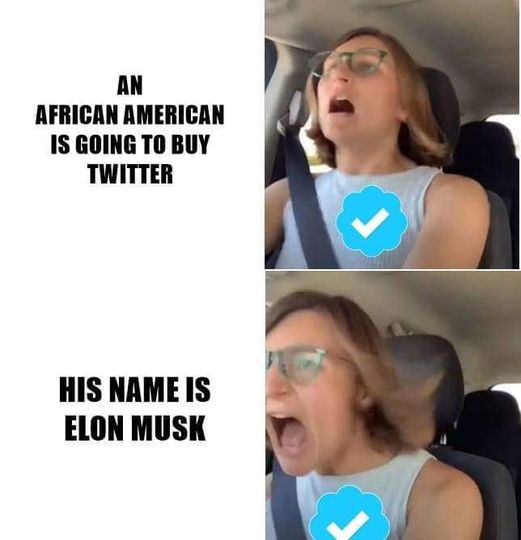 AN
AFRICAN AMERICAN
IS GOING TO BUY
TWITTER
HIS NAME IS
ELON MUSK